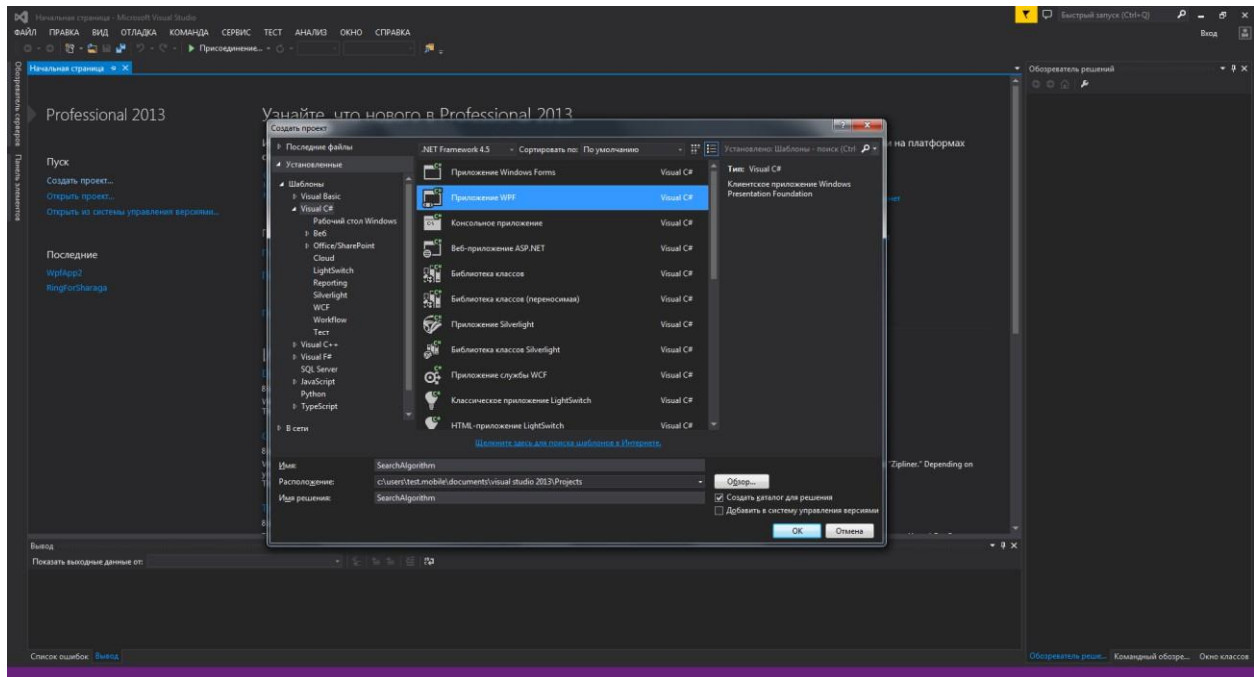 Начальная страница - Microsoft Visual Studio
Быстрый запуск (Ctrl+Q)
ФАЙЛ ПРАВКА ВИД ОТЛАДКА КОМАНДА СЕРВИС ТЕСТ АНАЛИЗ ОКНО СПРАВКА
Вход
Присоединение...
Обозреватель серверов
Панель элементов
Начальная страница
Professional 2013
Узнайте, что нового в Professional 2013
и на платформах
Пуск
Создать проект...
Открыть проект...
Открыть из системы управления версиями...
Последние
WpfApp2
RingForSharaga
Создать проект
Последние файлы
.NET Framework 4.5
Сортировать по: По умолчанию
Установлено: Шаблоны - поиск (Ctrl
Установленные
Шаблоны
Visual Basic
Visual C#
Рабочий стол Windows
Веб
Office/SharePoint
Cloud
LightSwitch
Reporting
Silverlight
WCF
Workflow
Тест
Visual C++
Visual F#
SQL Server
JavaScript
Python
TypeScript
В сети
Приложение Windows Forms Visual C#
Приложение WPF Visual C#
Консольное приложение Visual C#
Веб-приложение ASP.NET Visual C#
Библиотека классов Visual C#
Библиотека классов (переносимая) Visual C#
Приложение Silverlight Visual C#
Библиотека классов Silverlight Visual C#
Приложение службы WCF Visual C#
Классическое приложение LightSwitch Visual C#
HTML-приложение LightSwitch Visual C#
Щелкните здесь для поиска шаблонов в Интернете.
Тип: Visual C#
Клиентское приложение Windows
Presentation Foundation
Имя: SearchAlgorithm
Расположение: c:\users\test.mobile\documents\visual studio 2013\Projects
Обзор...
Имя решения: SearchAlgorithm
Создать каталог для решения
Добавить в систему управления версиями
OK Отмена
"Zipliner." Depending on
Вывод
Показать выходные данные от:
Список ошибок Вывод
Обозреватель решений
Обозреватель реше... Командный обозре... Окно классов